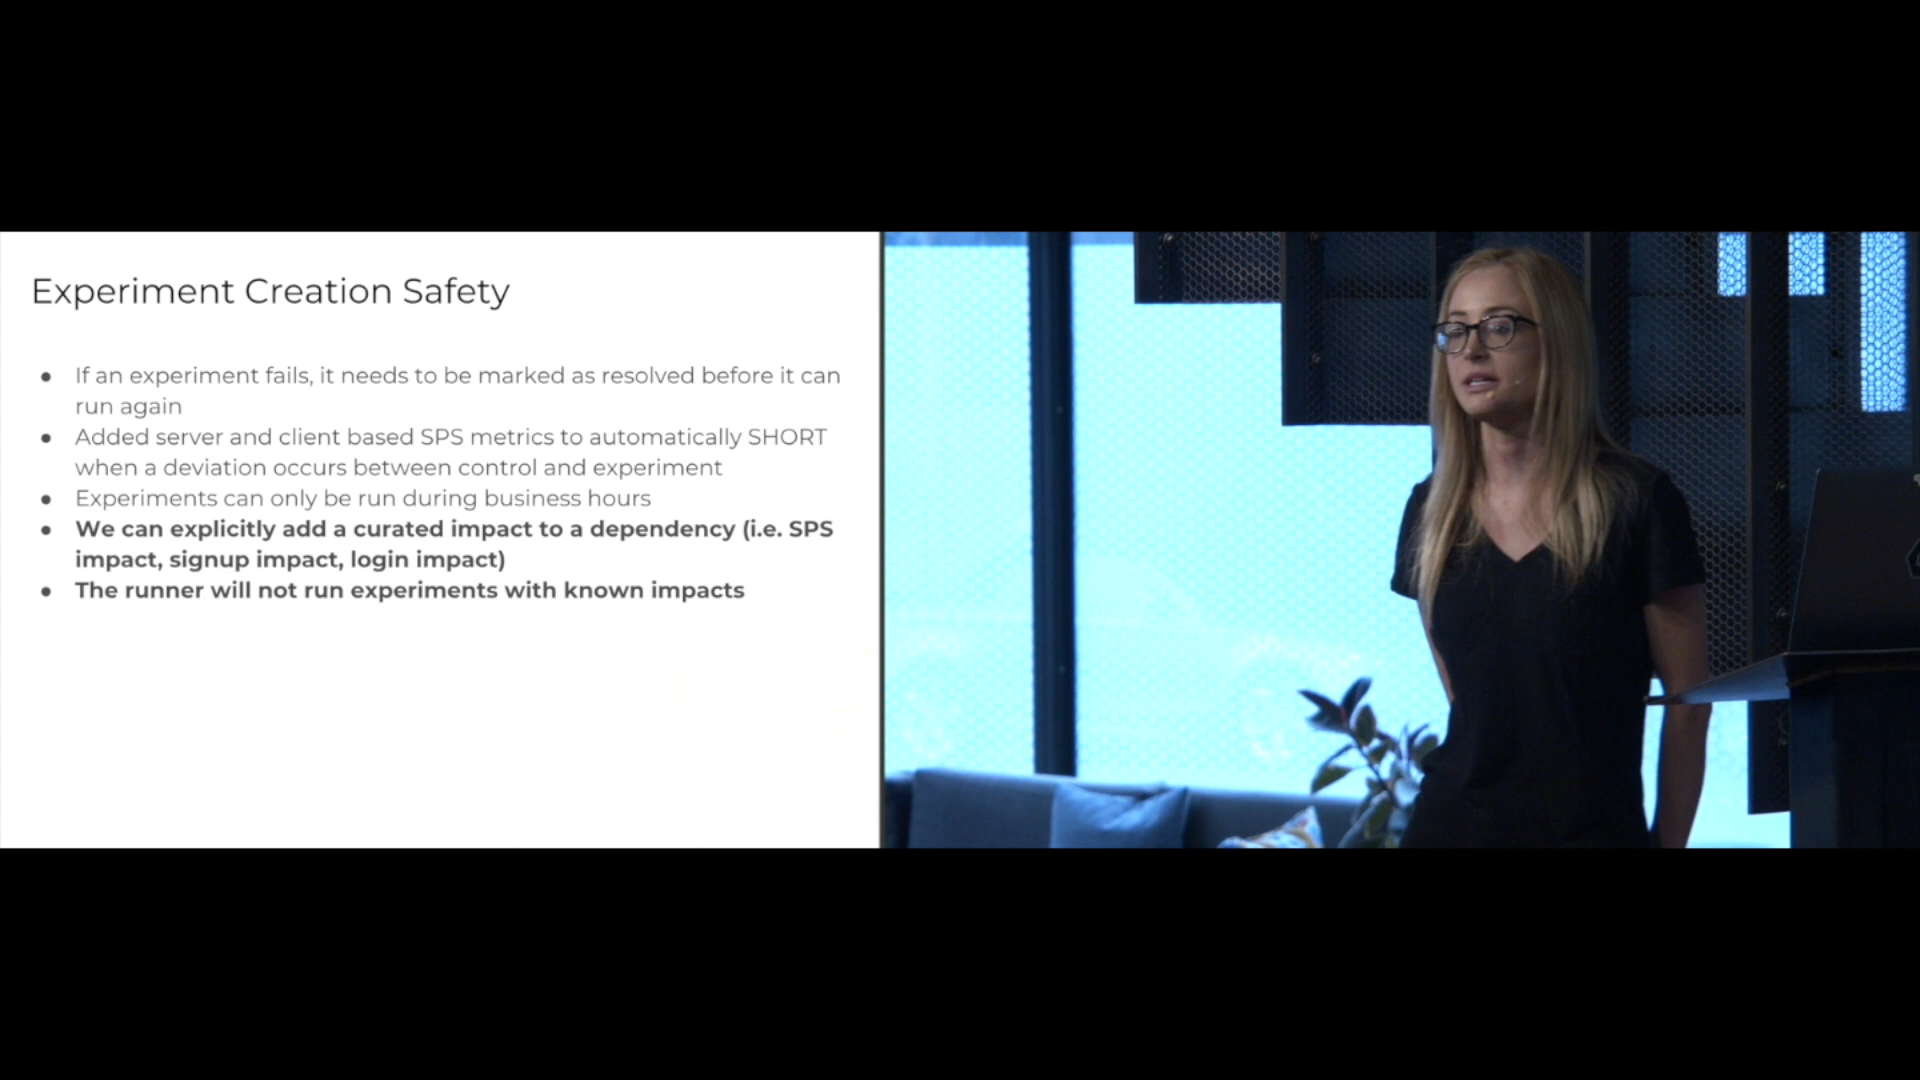 Experiment Creation Safety
● If an experiment fails, it needs to be marked as resolved before it can
run again
● Added server and client based SPS metrics to automatically SHORT
when a deviation occurs between control and experiment
● Experiments can only be run during business hours
● We can explicitly add a curated impact to a dependency (i.e. SPS
impact, signup impact, login impact)
● The runner will not run experiments with known impacts